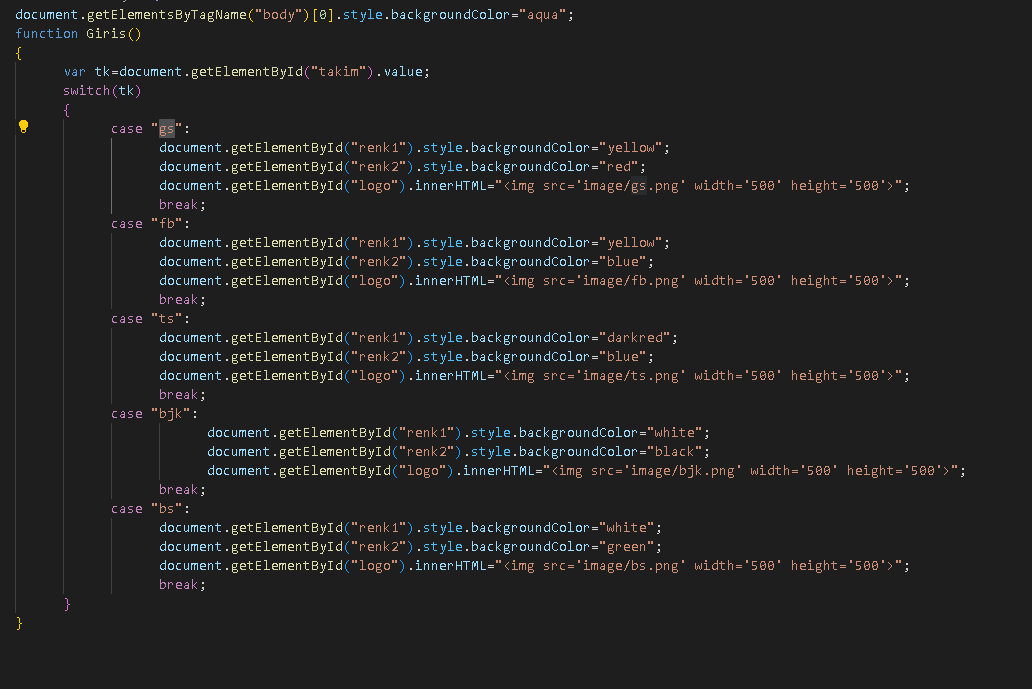 document.getElementsByTagName("body")[0].style.backgroundColor="aqua";
function Giris()
{
var tk=document.getElementById("takim").value;
switch(tk)
{
case "gs":
document.getElementById("renk1").style.backgroundColor="yellow";
document.getElementById("renk2").style.backgroundColor="red";
document.getElementById("logo").innerHTML="<img src='image/gs.png' width='500' height='500'>";
break;
case "fb":
document.getElementById("renk1").style.backgroundColor="yellow";
document.getElementById("renk2").style.backgroundColor="blue";
document.getElementById("logo").innerHTML="<img src='image/fb.png' width='500' height='500'>";
break;
case "ts":
document.getElementById("renk1").style.backgroundColor="darkred";
document.getElementById("renk2").style.backgroundColor="blue";
document.getElementById("logo").innerHTML="<img src='image/ts.png' width='500' height='500'>";
break;
case "bjk":
document.getElementById("renk1").style.backgroundColor="white";
document.getElementById("renk2").style.backgroundColor="black";
document.getElementById("logo").innerHTML="<img src='image/bjk.png' width='500' height='500'>";
break;
case "bs":
document.getElementById("renk1").style.backgroundColor="white";
document.getElementById("renk2").style.backgroundColor="green";
document.getElementById("logo").innerHTML="<img src='image/bs.png' width='500' height='500'>";
break;
}
}